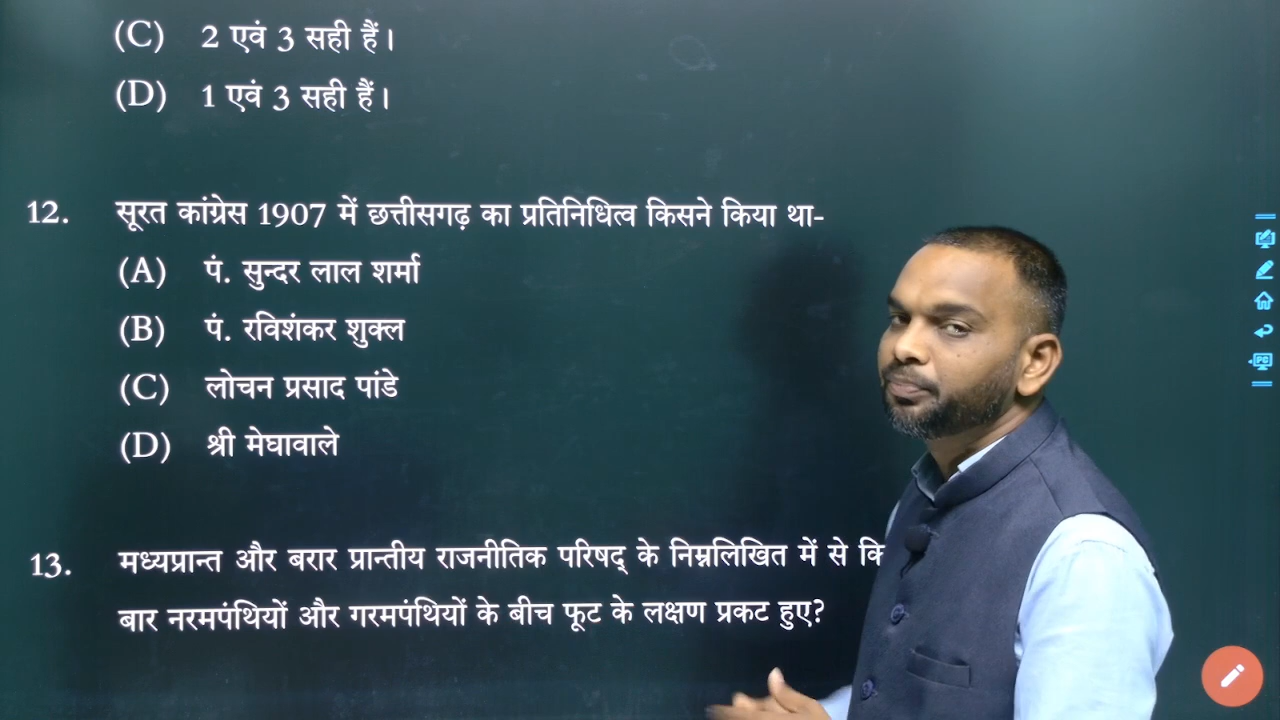 (C) 2 एवं 3 सही हैं।
(D) 1 एवं 3 सही हैं।
12. सूरत कांग्रेस 1907 में छत्तीसगढ़ का प्रतिनिधित्व किसने किया था-
(A) पं. सुन्दर लाल शर्मा
(B) पं. रविशंकर शुक्ल
(C) लोचन प्रसाद पांडे
(D) श्री मेघावाले
13. मध्यप्रान्त और बरार प्रान्तीय राजनीतिक परिषद् के निम्नलिखित में से कि
बार नरमपंथियों और गरमपंथियों के बीच फूट के लक्षण प्रकट हुए?